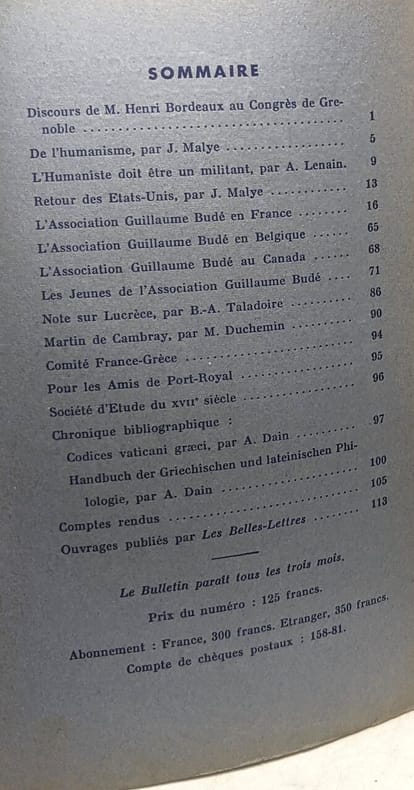 SOMMAIRE
Discours de M. Henri Bordeaux au Congrès de Gre-
noble ........................................ 1
De l'humanisme, par J. Malye .................. 5
L'Humaniste doit être un militant, par A. Lenain. 9
Retour des Etats-Unis, par J. Malye ............ 13
L'Association Guillaume Budé en France ........ 16
L'Association Guillaume Budé en Belgique ...... 65
L'Association Guillaume Budé au Canada ...... 68
Les Jeunes de l'Association Guillaume Budé .... 71
Note sur Lucrèce, par B.-A. Taladoire .......... 86
Martin de Cambray, par M. Duchemin .......... 90
Comité France-Grèce .......................... 94
Pour les Amis de Port-Royal .................. 95
Société d'Etude du XVIIe siècle ................ 96
Chronique bibliographique :
Codices vaticani græci, par A. Dain .......... 97
Handbuch der Griechischen und lateinischen Phi-
lologie, par A. Dain ........................ 100
Comptes rendus ................................ 105
Ouvrages publiés par Les Belles-Lettres ........ 113
Le Bulletin paraît tous les trois mois.
Prix du numéro : 125 francs.
Abonnement : France, 300 francs. Etranger, 350 francs.
Compte de chèques postaux : 158-81.